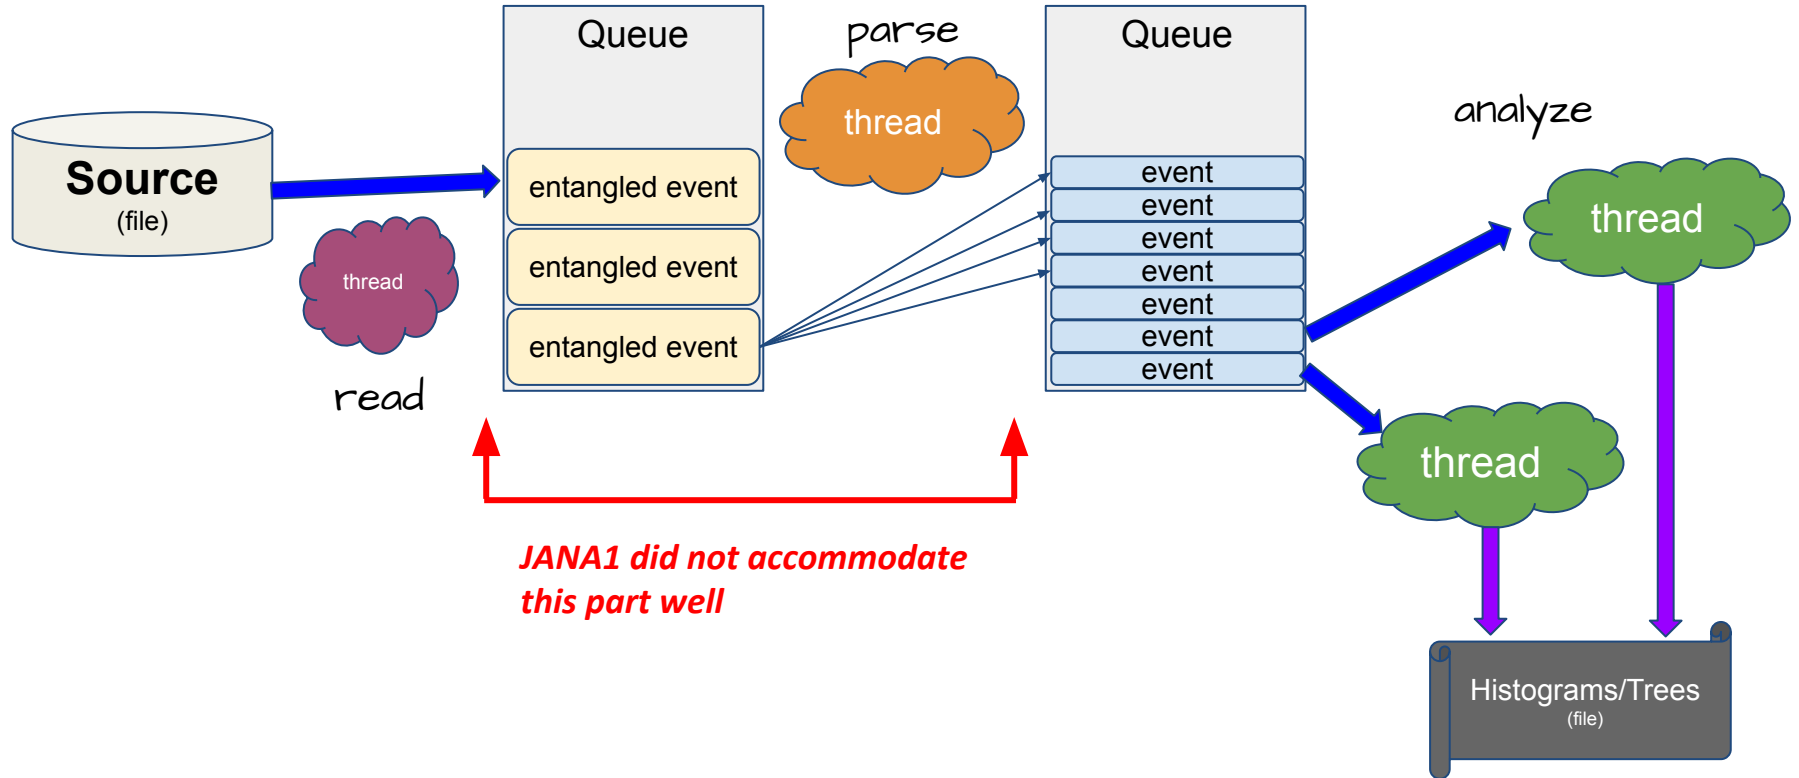 Source
(file)
thread
read
Queue
entangled event
entangled event
entangled event
parse
thread
Queue
event
event
event
event
event
event
event
analyze
thread
thread
JANA1 did not accommodate
this part well
Histograms/Trees
(file)